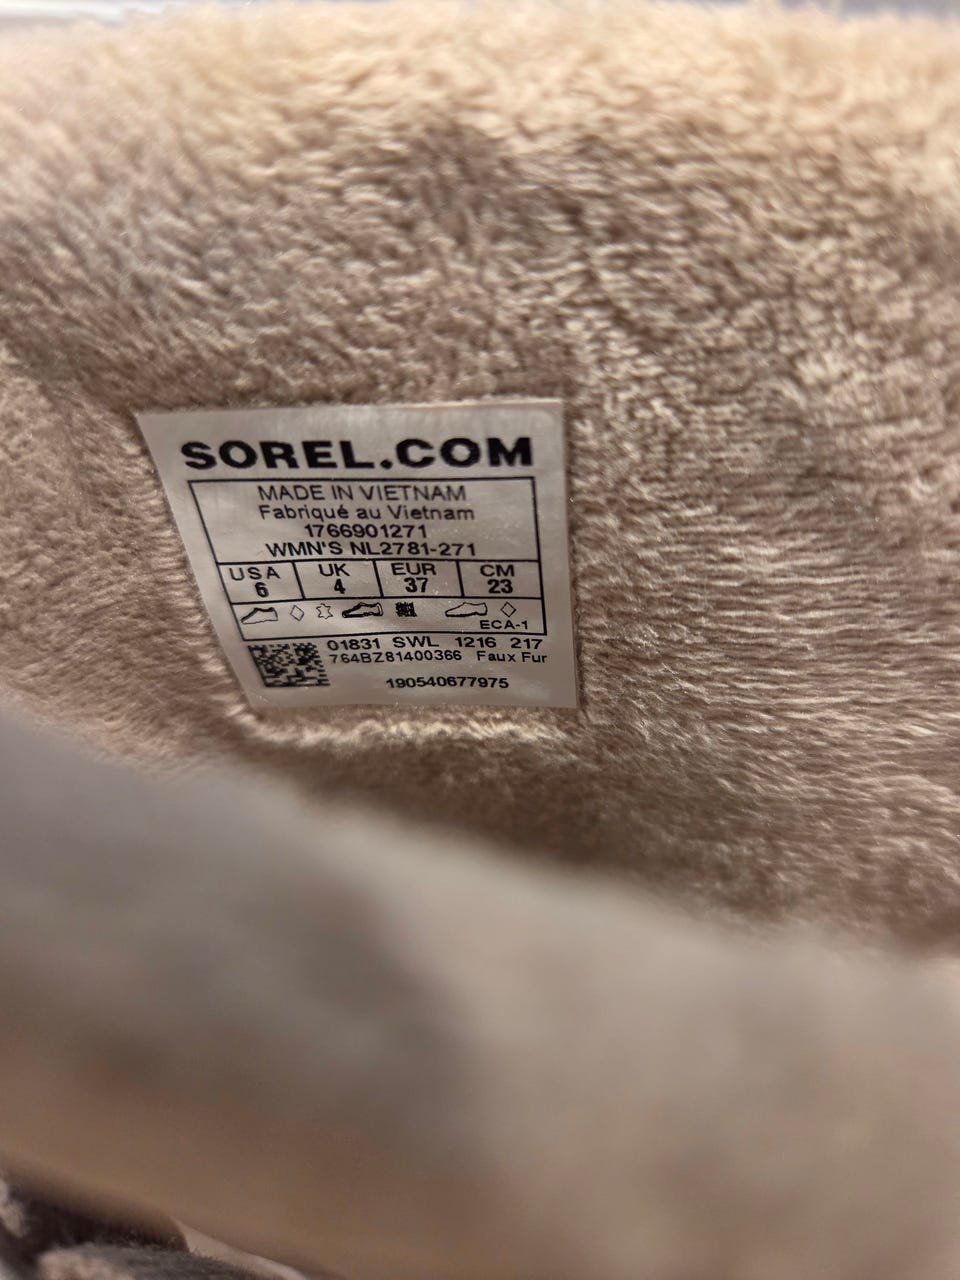 SOREL.COM
MADE IN VIETNAM
Fabriqué au Vietnam
1766901271
WMN'S NL2781-271
USA UK EUR CM
6 4 37 23
ECA-1
01831 SWL 1216 217
764BZ81400366 Faux Fur
190540677975